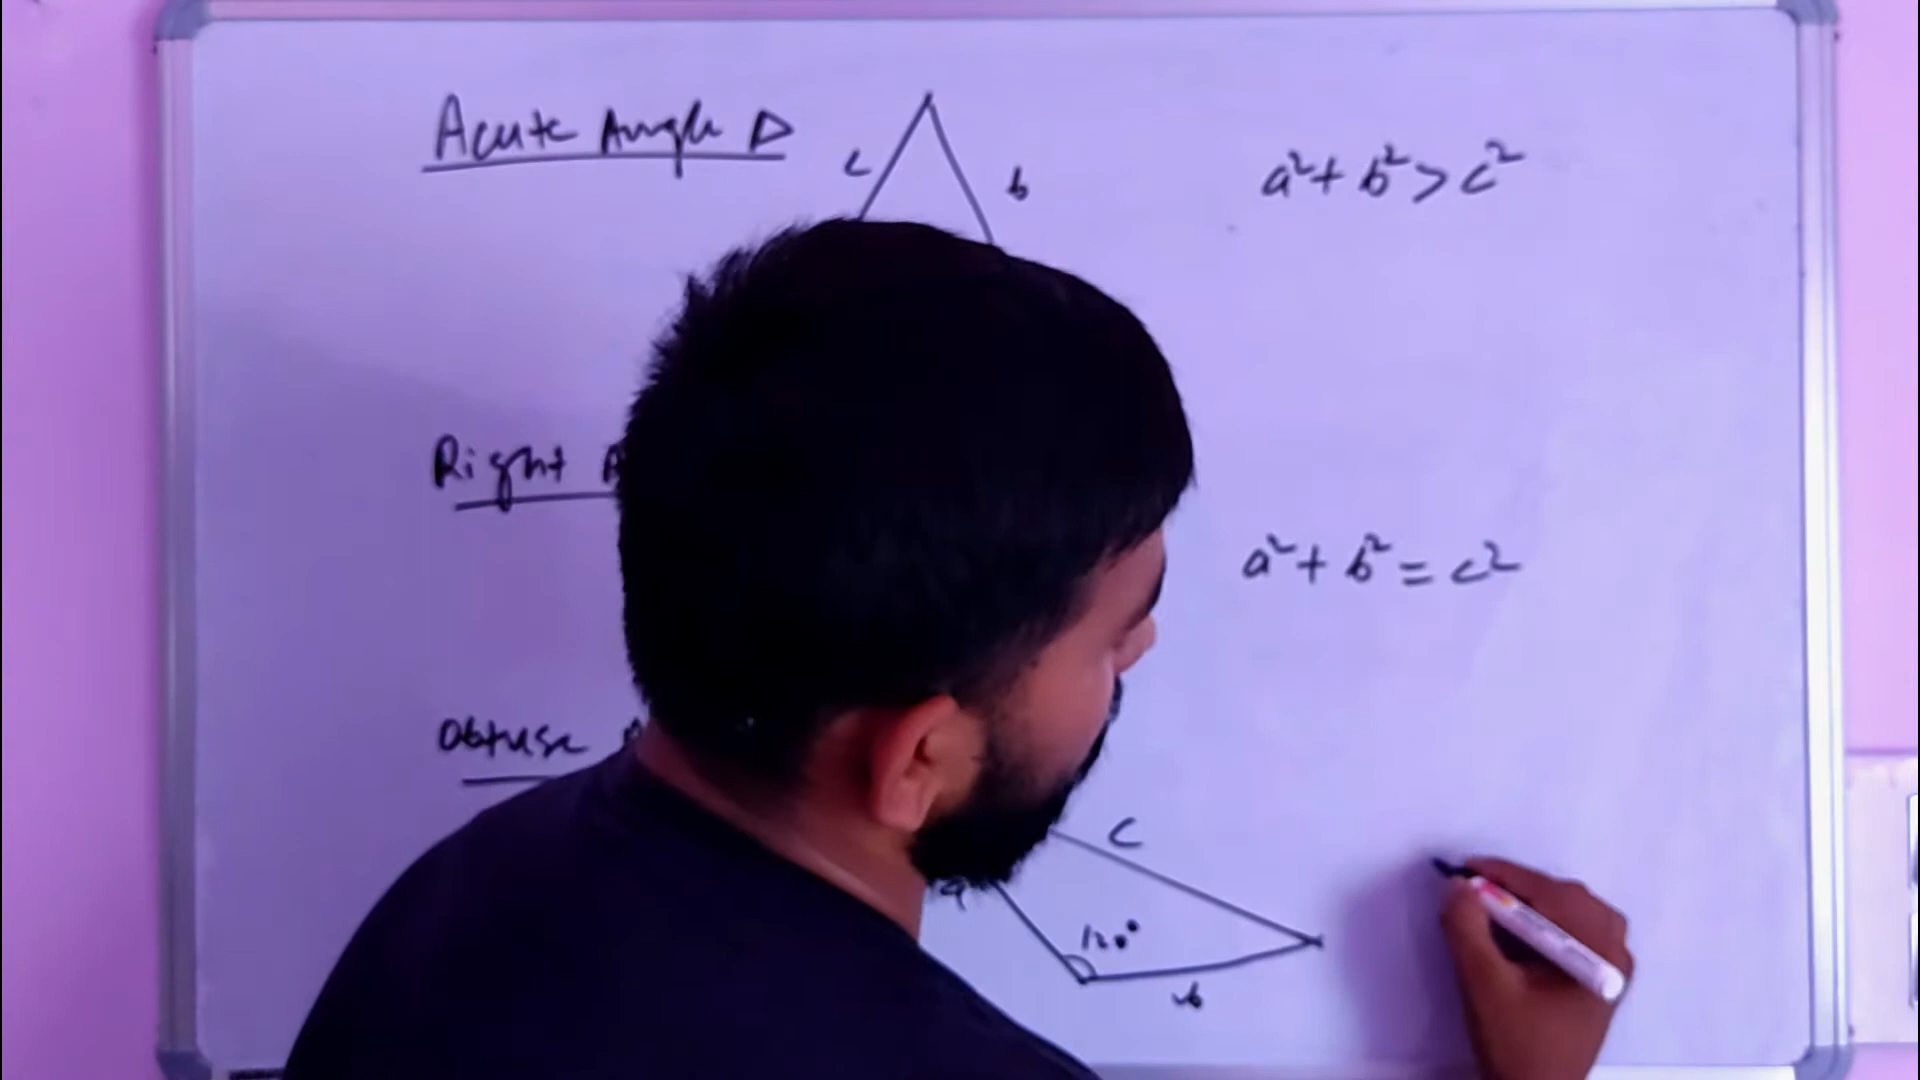 Acute Angle Δ
c
b
a² + b² > c²
Right
a² + b² = c²
Obtuse
c
a
120°
b